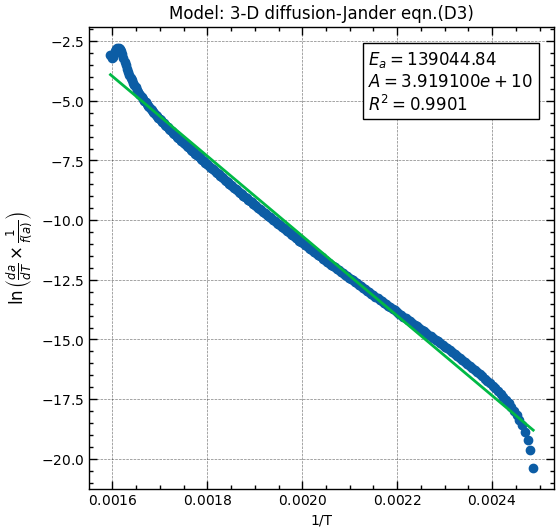 Model: 3-D diffusion-Jander eqn.(D3)
E_a = 139044.84
A = 3.919100e + 10
R² = 0.9901
−2.5
−5.0
−7.5
−10.0
−12.5
−15.0
−17.5
−20.0
ln (da/dT × 1/f(a))
0.0016 0.0018 0.0020 0.0022 0.0024
1/T